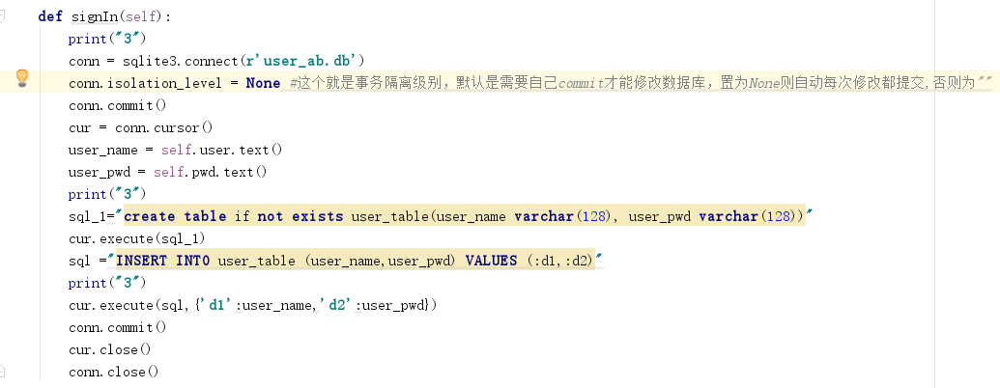 def signIn(self):
print("3")
conn = sqlite3.connect(r'user_ab.db')
conn.isolation_level = None #这个就是事务隔离级别，默认是需要自己commit才能修改数据库，置为None则自动每次修改都提交,否则为""
conn.commit()
cur = conn.cursor()
user_name = self.user.text()
user_pwd = self.pwd.text()
print("3")
sql_1="create table if not exists user_table(user_name varchar(128), user_pwd varchar(128))"
cur.execute(sql_1)
sql ="INSERT INTO user_table (user_name,user_pwd) VALUES (:d1,:d2)"
print("3")
cur.execute(sql,{'d1':user_name,'d2':user_pwd})
conn.commit()
cur.close()
conn.close()